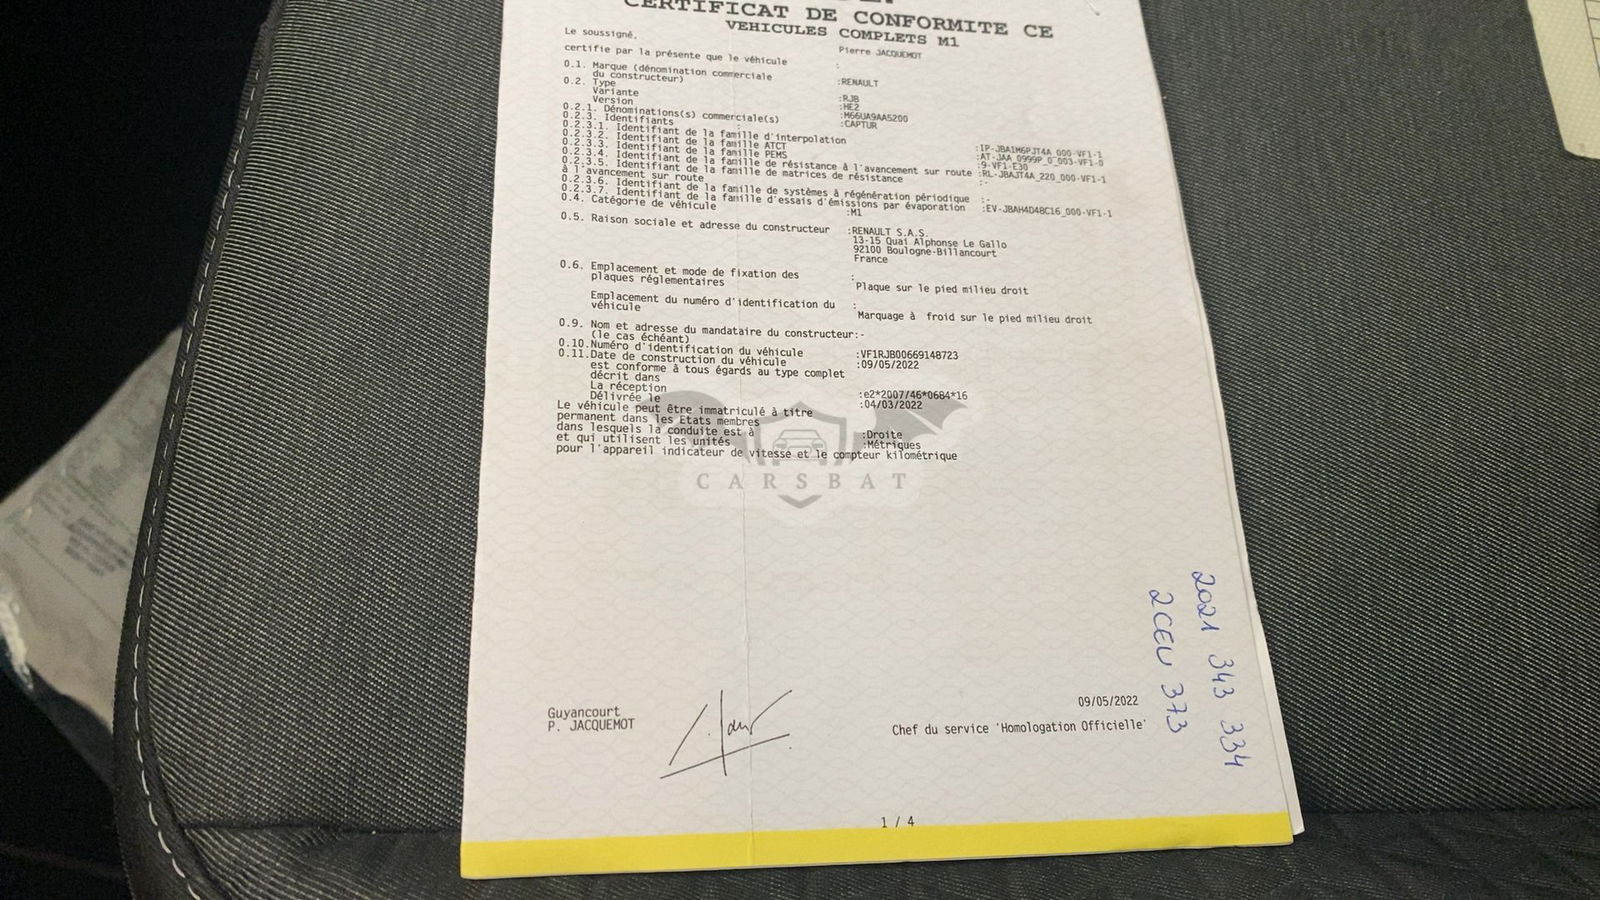 CERTIFICAT DE CONFORMITE CE
VEHICULES COMPLETS M1
Le soussigné, Pierre JACQUEMOT
certifie par la présente que le véhicule :
0.1. Marque (dénomination commerciale
du constructeur) :RENAULT
0.2. Type :RJB
Variante :HE2
Version :M66UA9AA5200
0.2.1. Dénominations(s) commerciale(s) :CAPTUR
0.2.3. Identifiants :
0.2.3.1. Identifiant de la famille d'interpolation :IP-JBA1M6PJT4A_000-VF1-1
0.2.3.2. Identifiant de la famille ATCT :AT-JAA_0999P_0_003-VF1-0
0.2.3.3. Identifiant de la famille PEMS :9-VF1-E30
0.2.3.4. Identifiant de la famille de résistance à l'avancement sur route :RL-JBAJT4A_220_000-VF1-1
0.2.3.5. Identifiant de la famille de matrices de résistance :-
à l'avancement sur route
0.2.3.6. Identifiant de la famille de systèmes à régénération périodique :-
0.2.3.7. Identifiant de la famille d'essais d'émissions par évaporation :EV-JBAH4D48C16_000-VF1-1
0.4. Catégorie de véhicule :M1
0.5. Raison sociale et adresse du constructeur :RENAULT S.A.S.
13-15 Quai Alphonse Le Gallo
92100 Boulogne-Billancourt
France
0.6. Emplacement et mode de fixation des :
plaques réglementaires Plaque sur le pied milieu droit
Emplacement du numéro d'identification du :
véhicule Marquage à froid sur le pied milieu droit
0.9. Nom et adresse du mandataire du constructeur:-
(le cas échéant)
0.10.Numéro d'identification du véhicule :VF1RJB00669148723
0.11.Date de construction du véhicule :09/05/2022
est conforme à tous égards au type complet
décrit dans
La réception :e2*2007/46*0684*16
Délivrée le :04/03/2022
Le véhicule peut être immatriculé à titre
permanent dans les Etats membres
dans lesquels la conduite est à :Droite
et qui utilisent les unités :Métriques
pour l'appareil indicateur de vitesse et le compteur kilométrique
CARSBAT
2021 343 334
2CEU 373
09/05/2022
Guyancourt
P. JACQUEMOT
Chef du service 'Homologation Officielle'
1 / 4